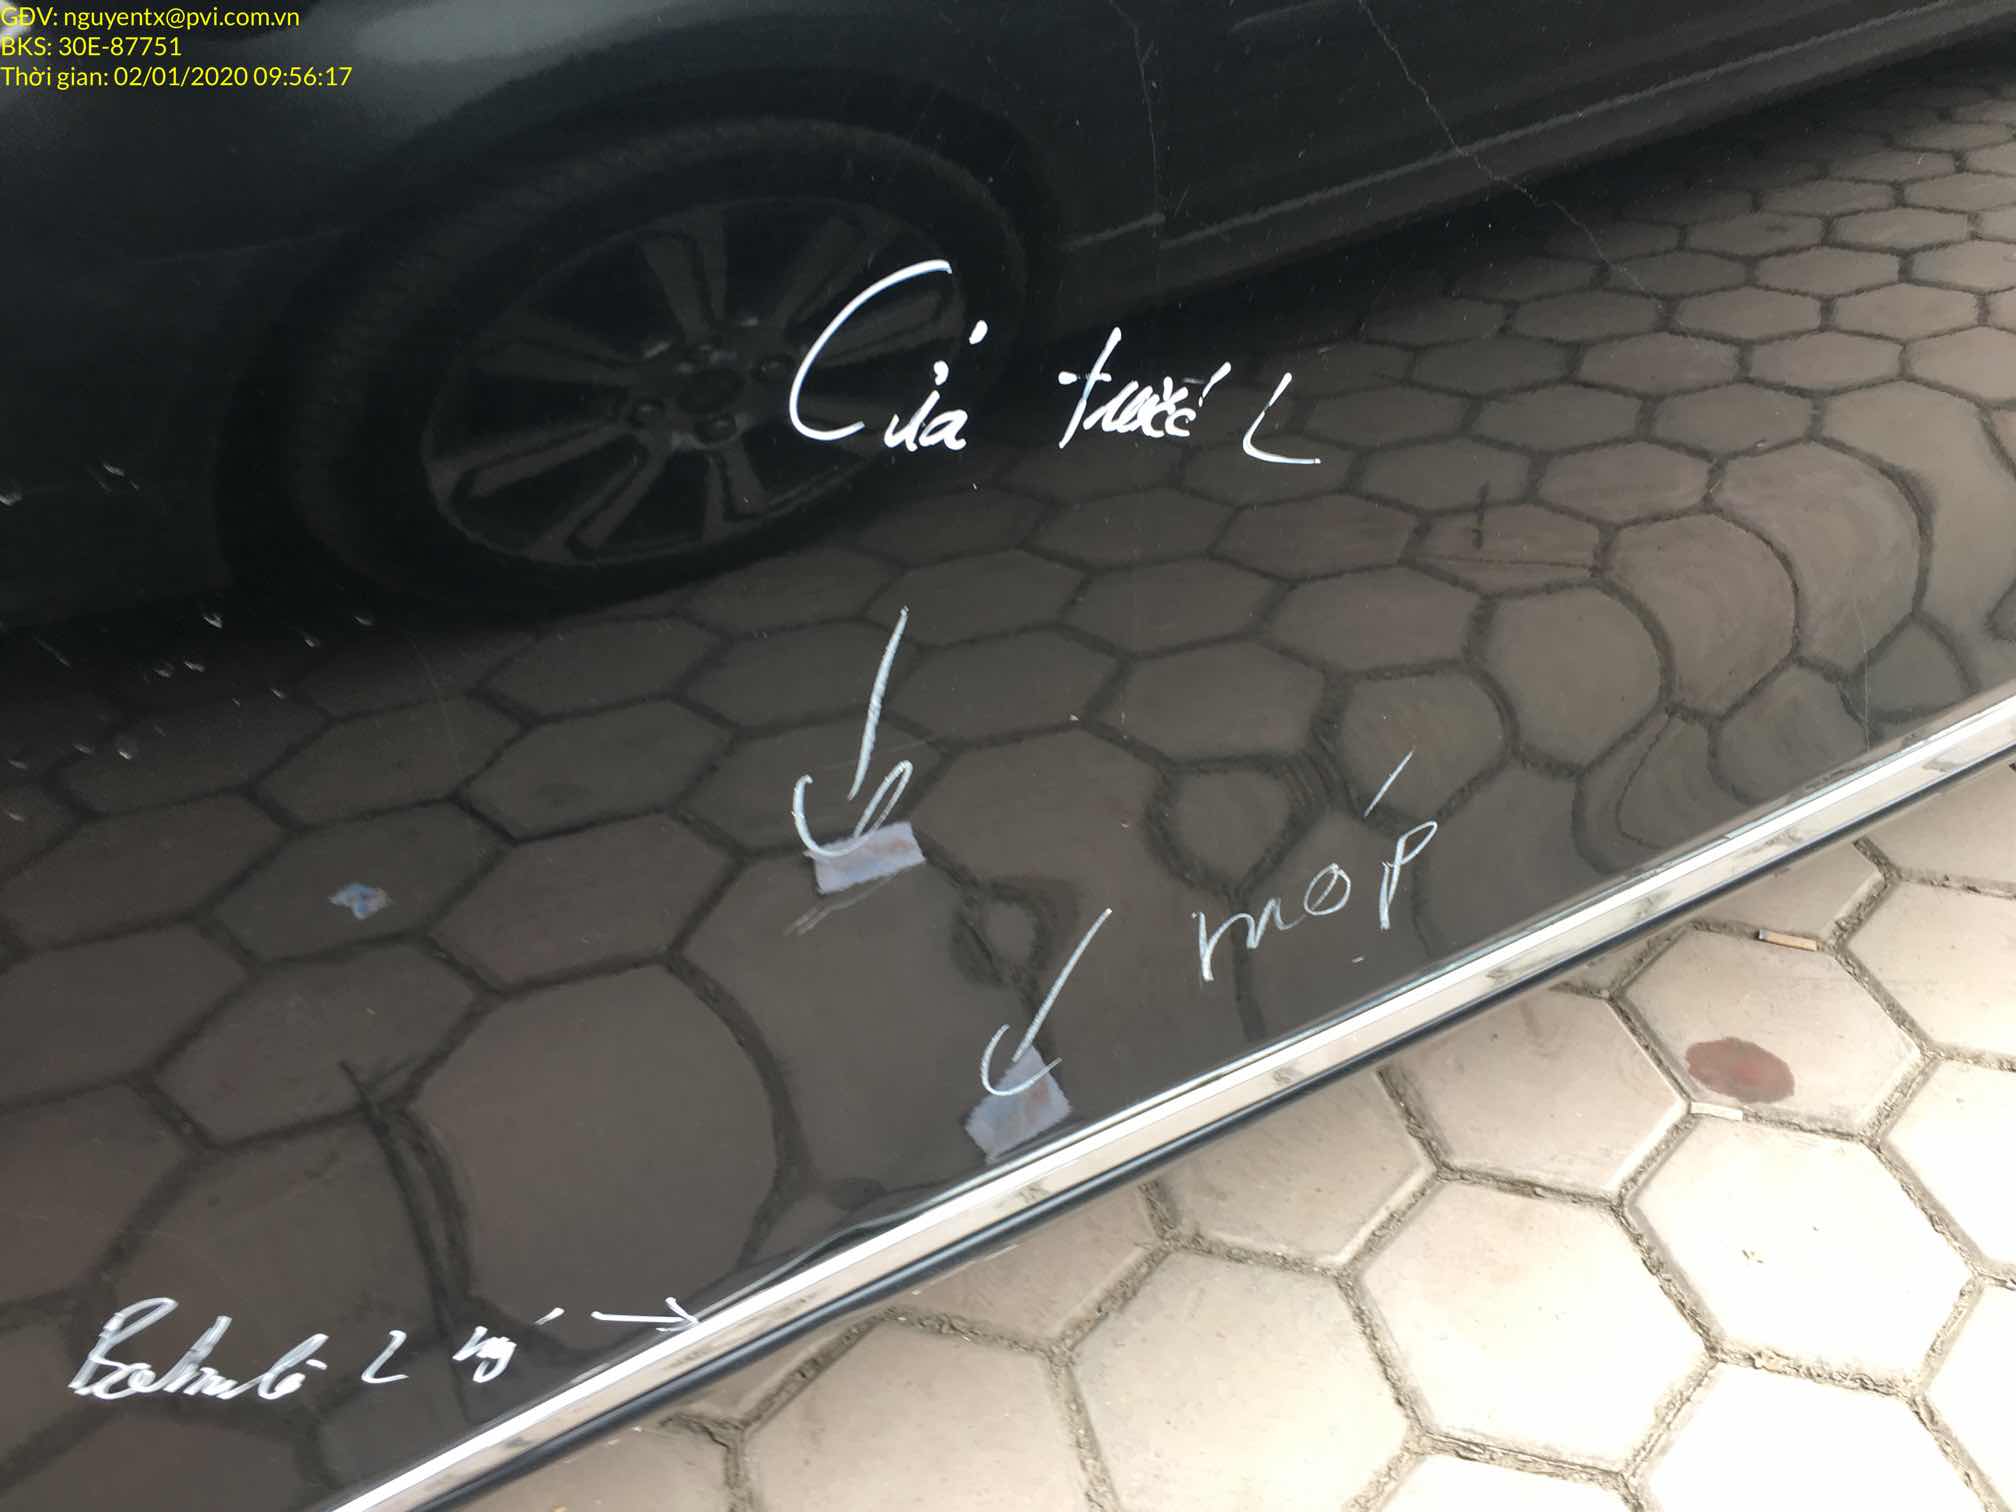 GĐV: nguyentx@pvi.com.vn
BKS: 30E-87751
Thời gian: 02/01/2020 09:56:17
Cửa trước L
móp
L